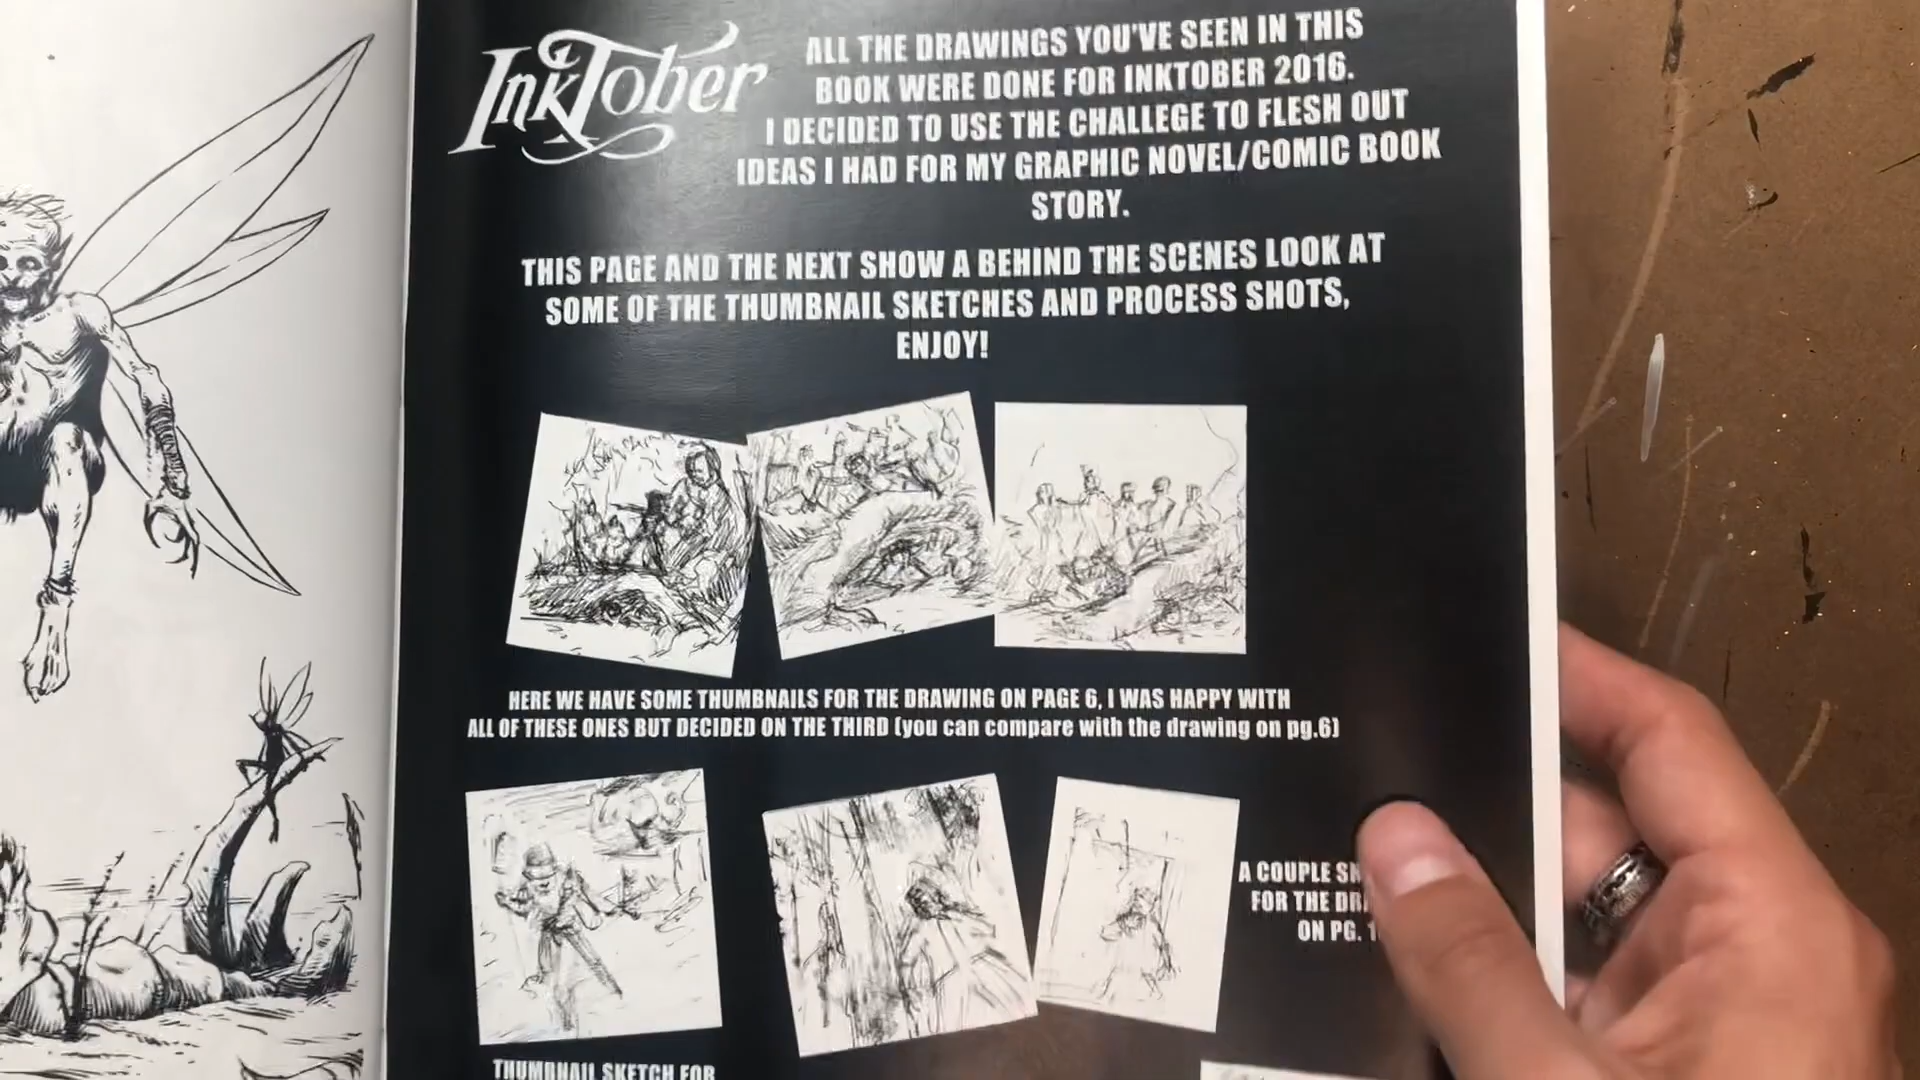 InkTober
ALL THE DRAWINGS YOU'VE SEEN IN THIS
BOOK WERE DONE FOR INKTOBER 2016.
I DECIDED TO USE THE CHALLEGE TO FLESH OUT
IDEAS I HAD FOR MY GRAPHIC NOVEL/COMIC BOOK
STORY.
THIS PAGE AND THE NEXT SHOW A BEHIND THE SCENES LOOK AT
SOME OF THE THUMBNAIL SKETCHES AND PROCESS SHOTS,
ENJOY!
HERE WE HAVE SOME THUMBNAILS FOR THE DRAWING ON PAGE 6, I WAS HAPPY WITH
ALL OF THESE ONES BUT DECIDED ON THE THIRD (you can compare with the drawing on pg.6)
A COUPLE
FOR THE
ON PG.
THUMBNAIL SKETCH FOR